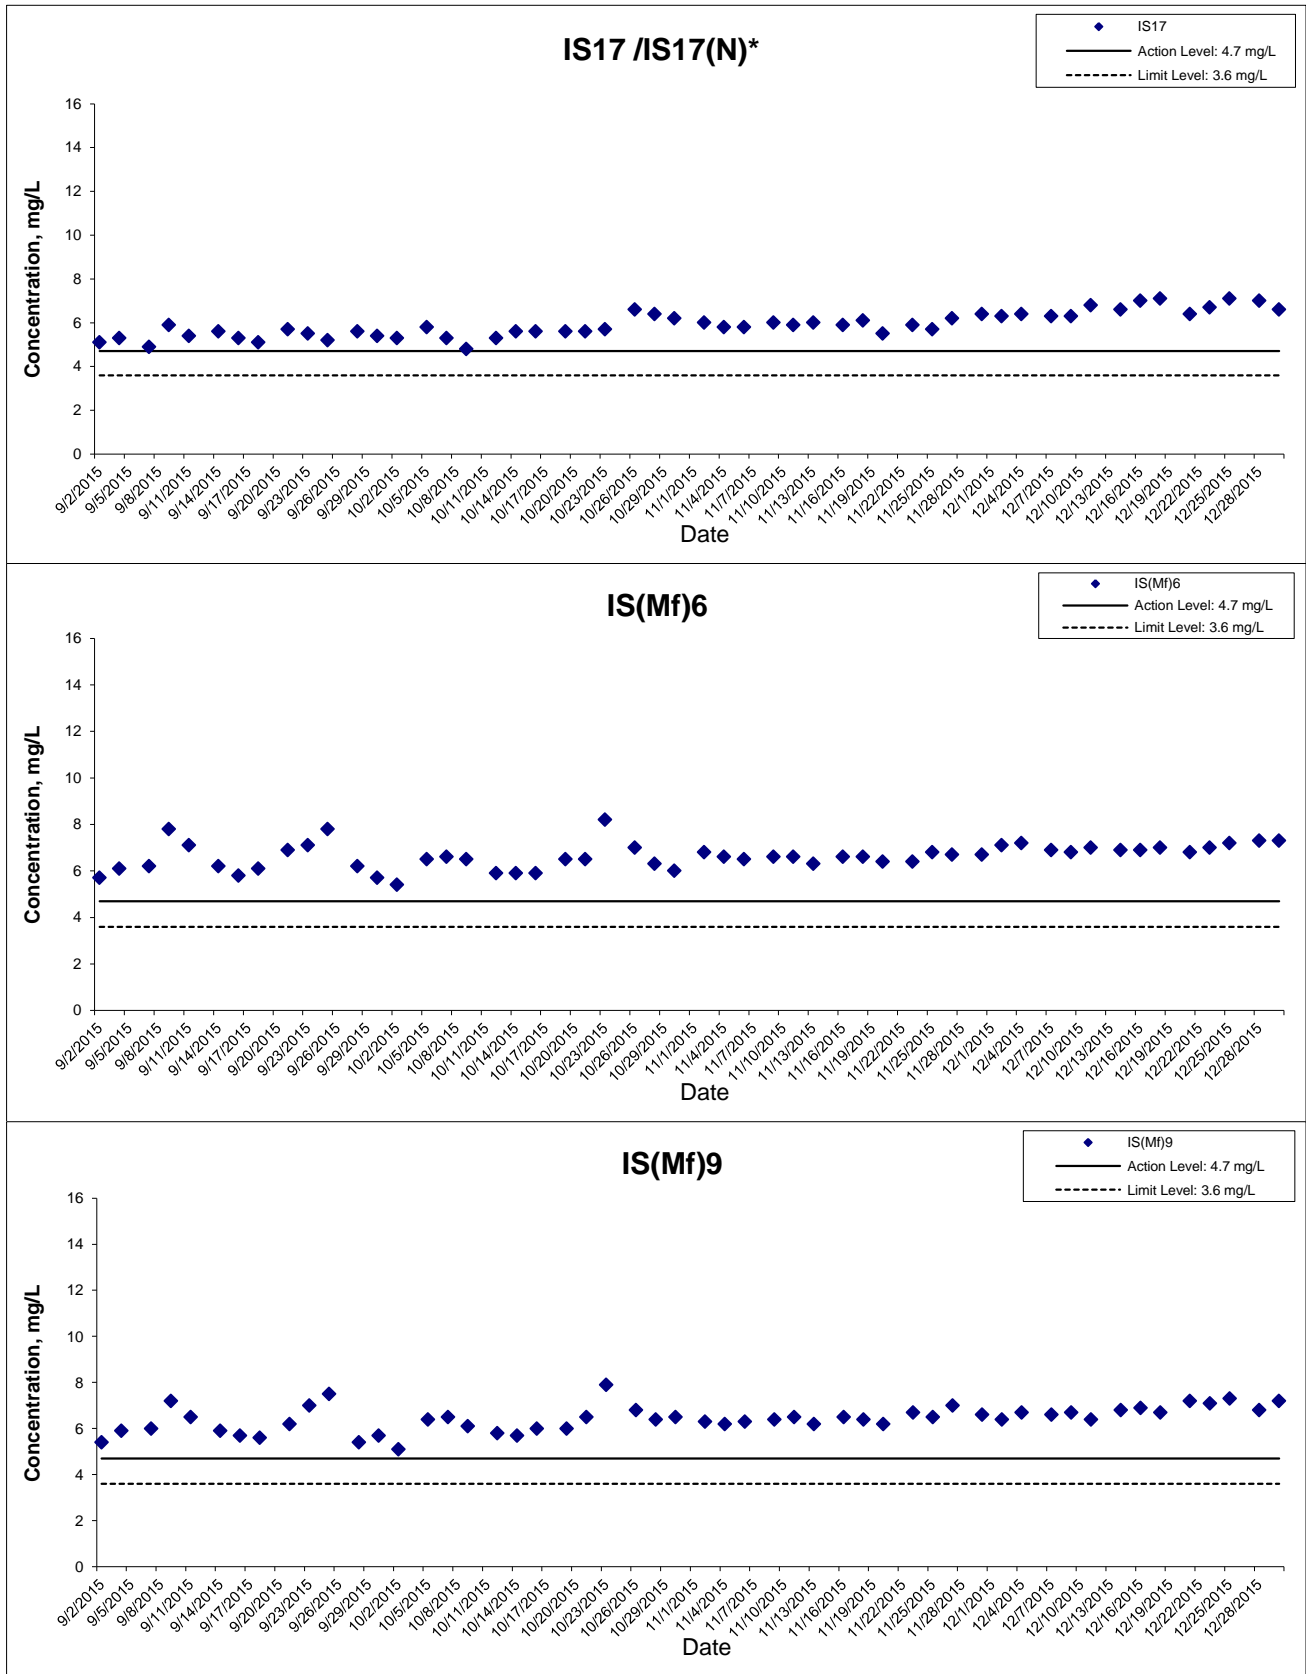 IS17 /IS17(N)*
IS17
Action Level: 4.7 mg/L
Limit Level: 3.6 mg/L
Concentration, mg/L
16
14
12
10
8
6
4
2
0
9/2/2015 9/5/2015 9/8/2015 9/11/2015 9/14/2015 9/17/2015 9/20/2015 9/23/2015 9/26/2015 9/29/2015 10/2/2015 10/5/2015 10/8/2015 10/11/2015 10/14/2015 10/17/2015 10/20/2015 10/23/2015 10/26/2015 10/29/2015 11/1/2015 11/4/2015 11/7/2015 11/10/2015 11/13/2015 11/16/2015 11/19/2015 11/22/2015 11/25/2015 11/28/2015 12/1/2015 12/4/2015 12/7/2015 12/10/2015 12/13/2015 12/16/2015 12/19/2015 12/22/2015 12/25/2015 12/28/2015
Date
IS(Mf)6
IS(Mf)6
Action Level: 4.7 mg/L
Limit Level: 3.6 mg/L
Concentration, mg/L
16
14
12
10
8
6
4
2
0
9/2/2015 9/5/2015 9/8/2015 9/11/2015 9/14/2015 9/17/2015 9/20/2015 9/23/2015 9/26/2015 9/29/2015 10/2/2015 10/5/2015 10/8/2015 10/11/2015 10/14/2015 10/17/2015 10/20/2015 10/23/2015 10/26/2015 10/29/2015 11/1/2015 11/4/2015 11/7/2015 11/10/2015 11/13/2015 11/16/2015 11/19/2015 11/22/2015 11/25/2015 11/28/2015 12/1/2015 12/4/2015 12/7/2015 12/10/2015 12/13/2015 12/16/2015 12/19/2015 12/22/2015 12/25/2015 12/28/2015
Date
IS(Mf)9
IS(Mf)9
Action Level: 4.7 mg/L
Limit Level: 3.6 mg/L
Concentration, mg/L
16
14
12
10
8
6
4
2
0
9/2/2015 9/5/2015 9/8/2015 9/11/2015 9/14/2015 9/17/2015 9/20/2015 9/23/2015 9/26/2015 9/29/2015 10/2/2015 10/5/2015 10/8/2015 10/11/2015 10/14/2015 10/17/2015 10/20/2015 10/23/2015 10/26/2015 10/29/2015 11/1/2015 11/4/2015 11/7/2015 11/10/2015 11/13/2015 11/16/2015 11/19/2015 11/22/2015 11/25/2015 11/28/2015 12/1/2015 12/4/2015 12/7/2015 12/10/2015 12/13/2015 12/16/2015 12/19/2015 12/22/2015 12/25/2015 12/28/2015
Date